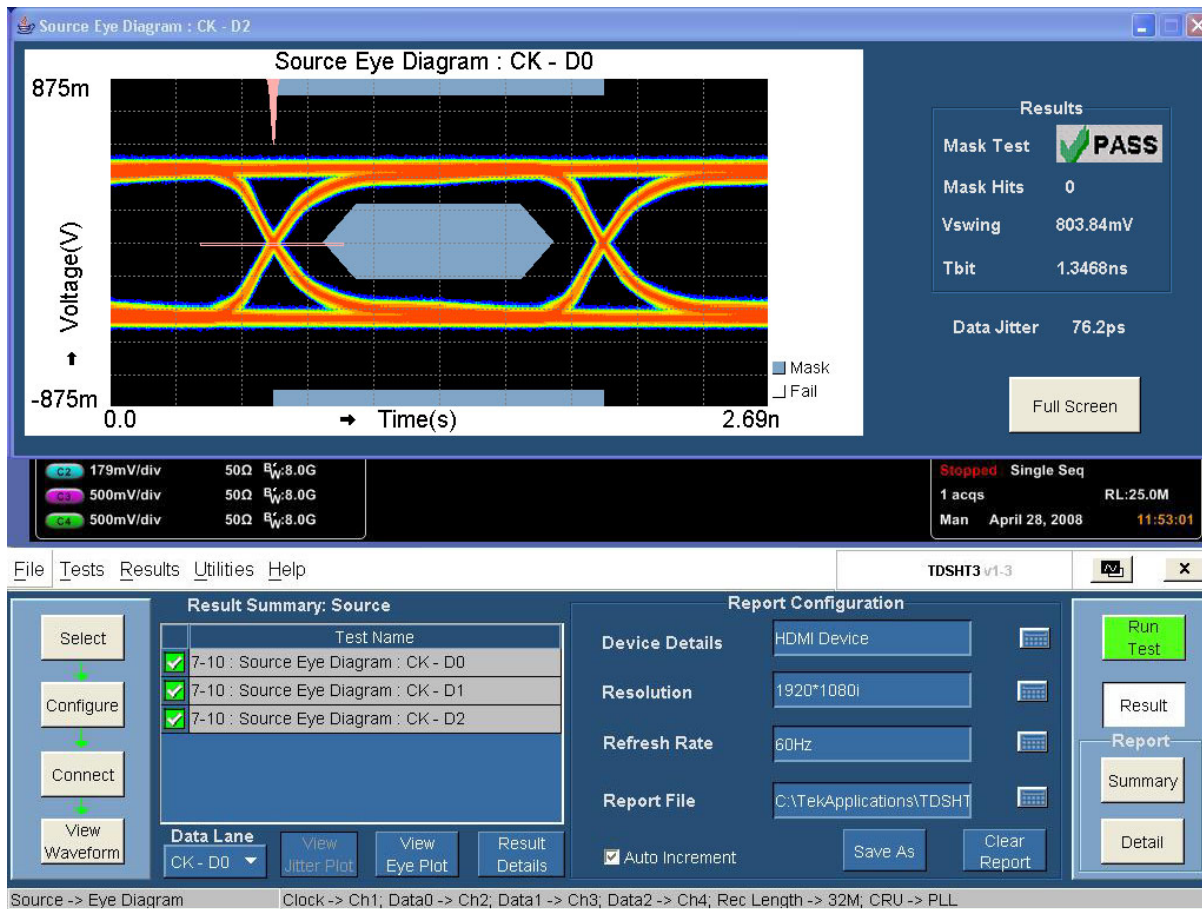 Source Eye Diagram : CK - D2
Source Eye Diagram : CK - D0
875m
Voltage(V)
-875m
0.0
Time(s)
2.69n
Mask
Fail
Results
Mask Test PASS
Mask Hits 0
Vswing 803.84mV
Tbit 1.3468ns
Data Jitter 76.2ps
Full Screen
C2 179mV/div 50Ω BW:8.0G
C3 500mV/div 50Ω BW:8.0G
C4 500mV/div 50Ω BW:8.0G
Stopped Single Seq
1 acqs RL:25.0M
Man April 28, 2008 11:53:01
File Tests Results Utilities Help
TDSHT3 v1-3
x
Select
Configure
Connect
View Waveform
Result Summary: Source
Test Name
7-10 : Source Eye Diagram : CK - D0
7-10 : Source Eye Diagram : CK - D1
7-10 : Source Eye Diagram : CK - D2
Data Lane
CK - D0
View Jitter Plot
View Eye Plot
Result Details
Report Configuration
Device Details HDMI Device
Resolution 1920*1080i
Refresh Rate 60Hz
Report File C:\TekApplications\TDSHT
Auto Increment
Save As
Clear Report
Run Test
Result
Report
Summary
Detail
Source -> Eye Diagram
Clock -> Ch1; Data0 -> Ch2; Data1 -> Ch3; Data2 -> Ch4; Rec Length -> 32M; CRU -> PLL